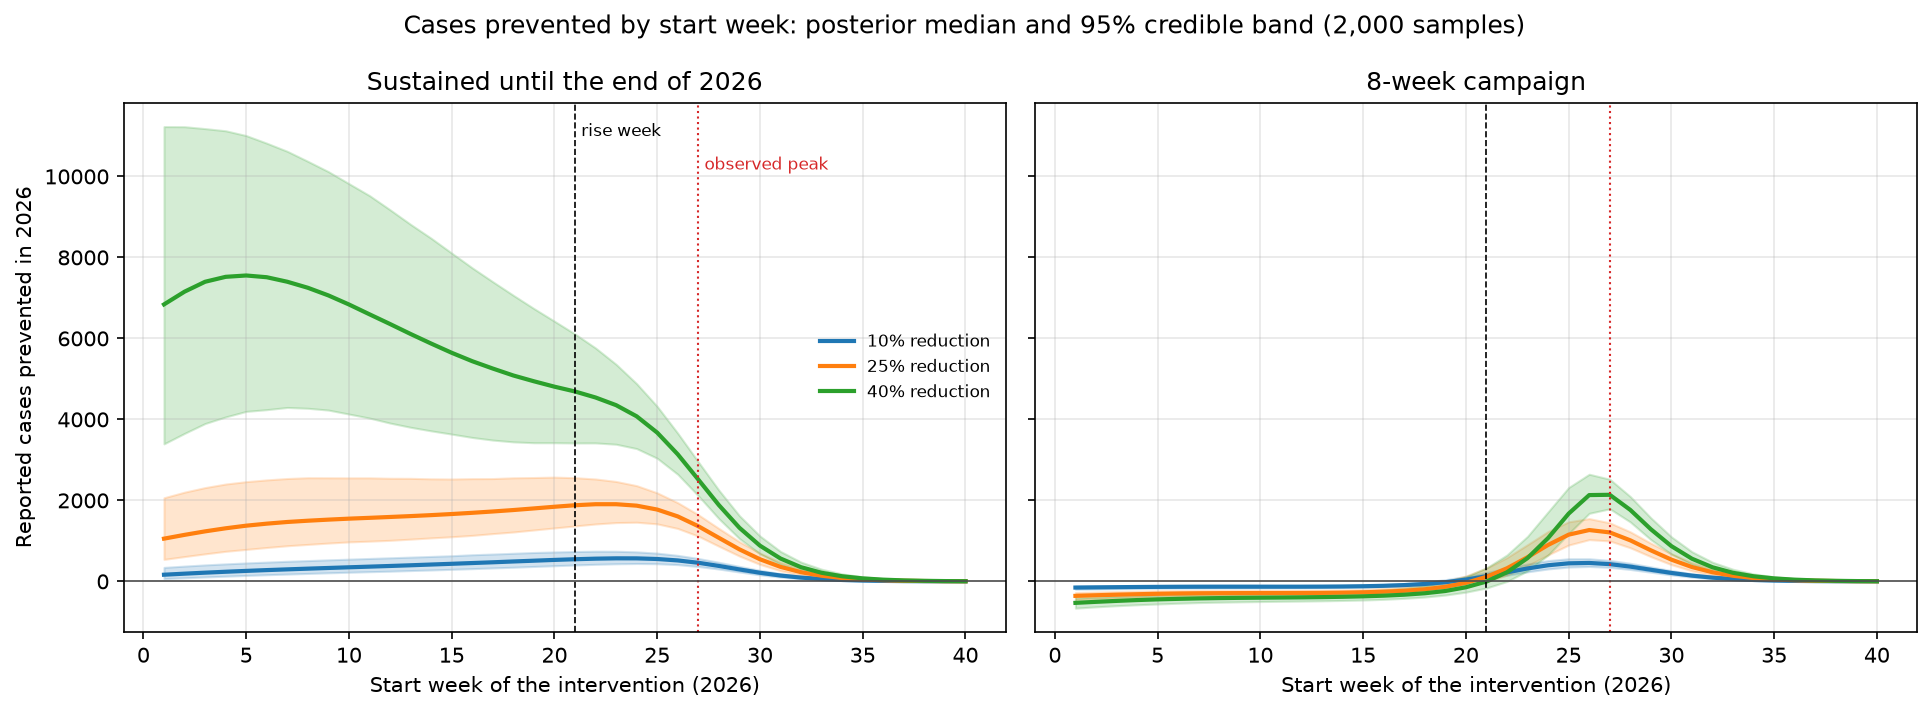 Cases prevented by start week: posterior median and 95% credible band (2,000 samples)
Sustained until the end of 2026
8-week campaign
Reported cases prevented in 2026
10000
8000
6000
4000
2000
0
rise week
observed peak
10% reduction
25% reduction
40% reduction
0 5 10 15 20 25 30 35 40
0 5 10 15 20 25 30 35 40
Start week of the intervention (2026)
Start week of the intervention (2026)